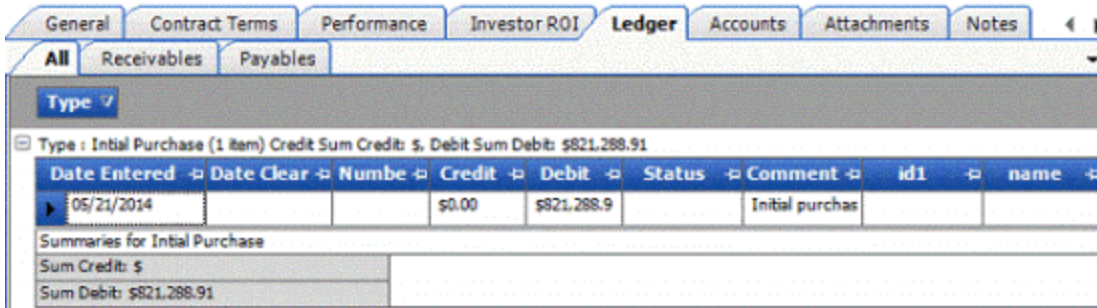 General Contract Terms Performance Investor ROI Ledger Accounts Attachments Notes
All Receivables Payables
Type
Type : Intial Purchase (1 item) Credit Sum Credit: $, Debit Sum Debit: $821,288.91
Date Entered Date Clear Numbe Credit Debit Status Comment id1 name
05/21/2014 $0.00 $821,288.9 Initial purchas
Summaries for Intial Purchase
Sum Credit: $
Sum Debit: $821,288.91